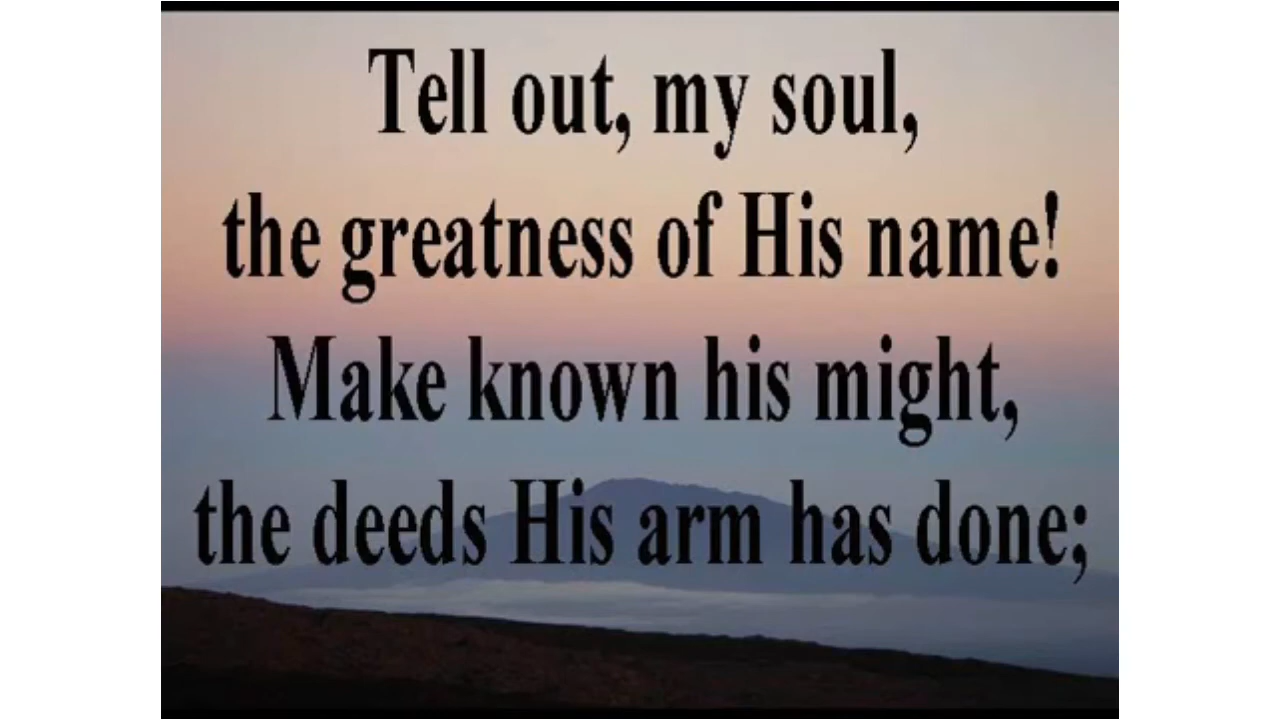 Tell out, my soul,
the greatness of His name!
Make known his might,
the deeds His arm has done;